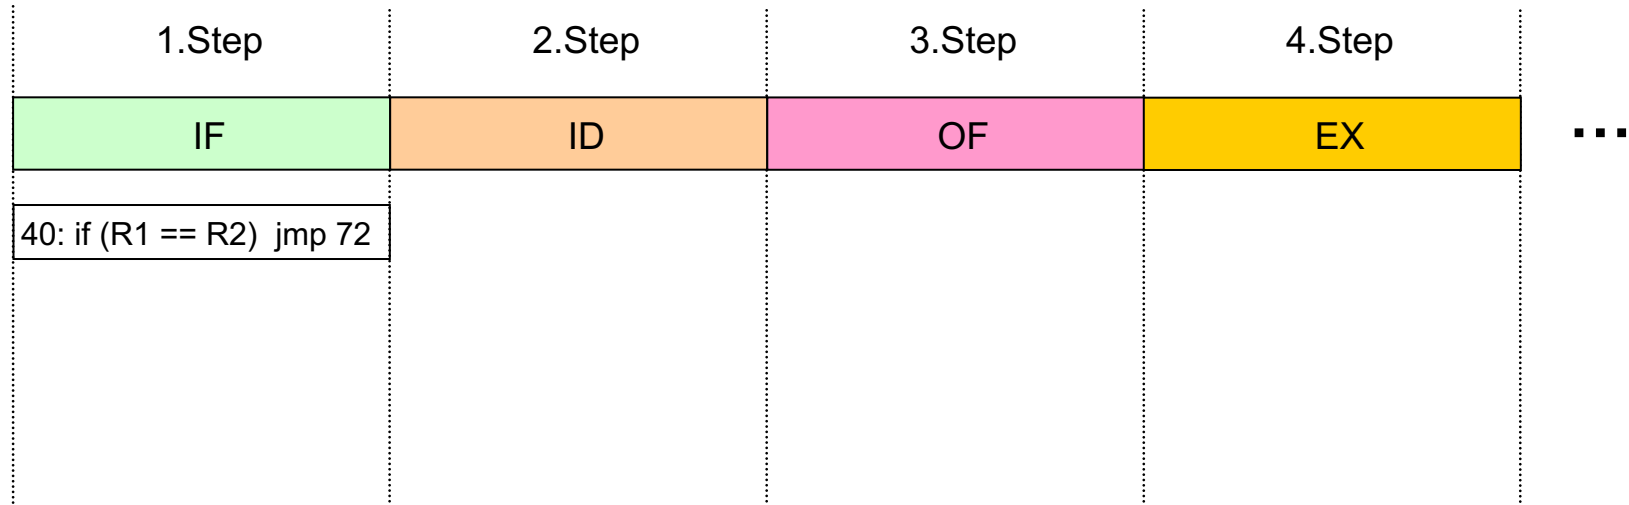 1.Step 2.Step 3.Step 4.Step
IF ID OF EX ...
40: if (R1 == R2) jmp 72